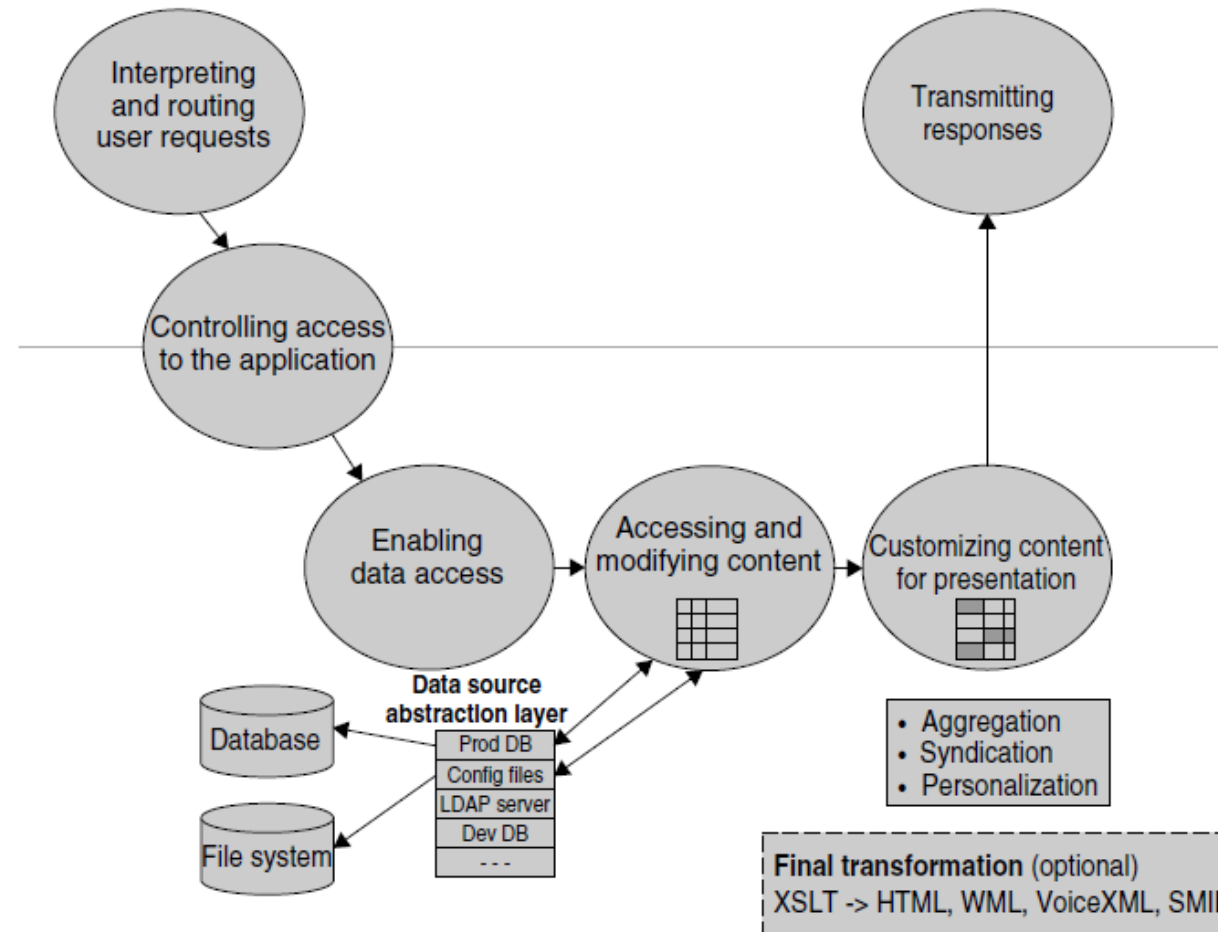 Interpreting
and routing
user requests
Transmitting
responses
Controlling access
to the application
Enabling
data access
Accessing and
modifying content
Customizing content
for presentation
Data source
abstraction layer
Prod DB
Config files
LDAP server
Dev DB
- - -
Database
File system
• Aggregation
• Syndication
• Personalization
Final transformation (optional)
XSLT -> HTML, WML, VoiceXML,